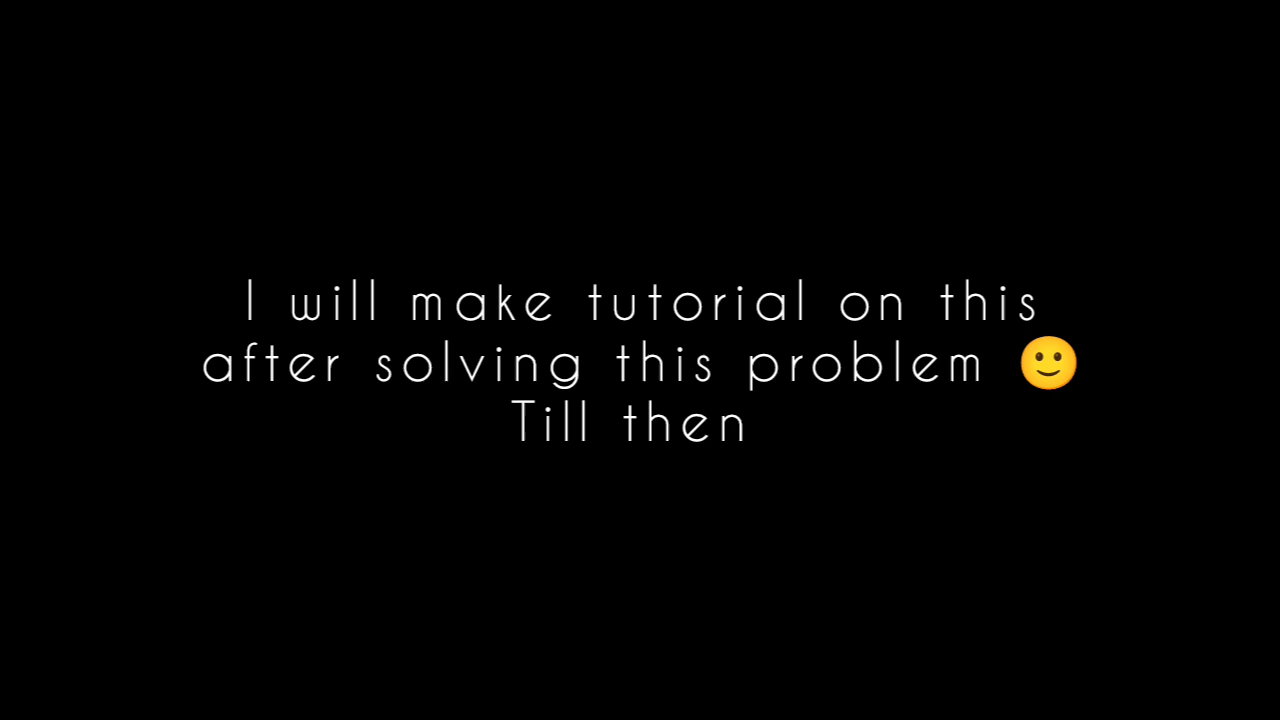 I will make tutorial on this
after solving this problem 🙂
Till then